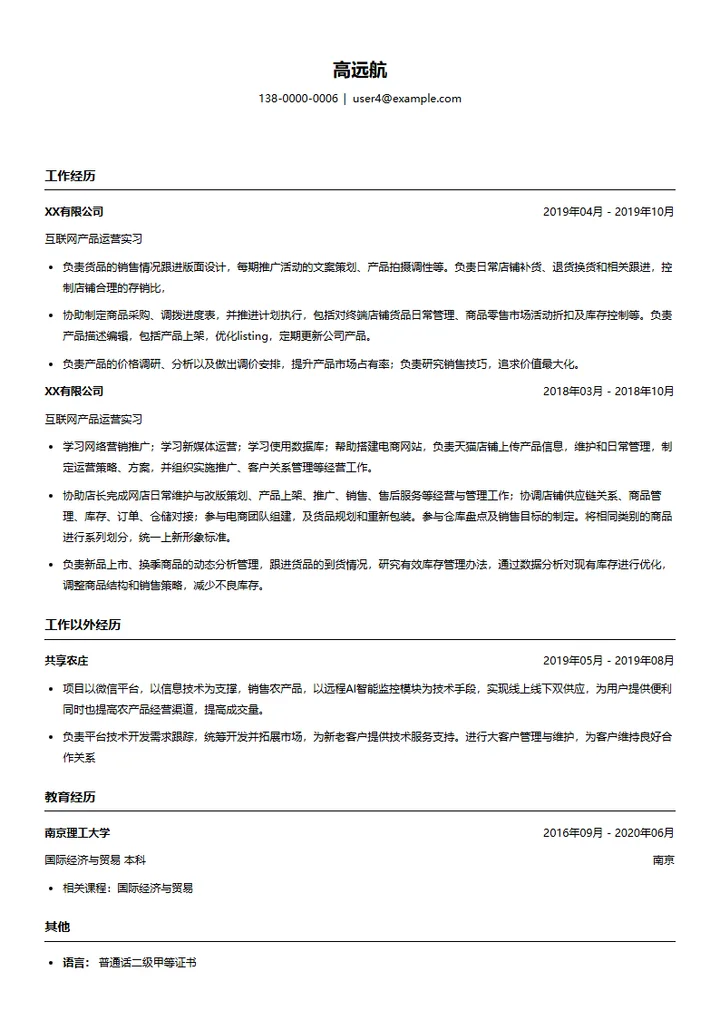 高远航
138-0000-0006 | user4@example.com
工作经历
XX有限公司 2019年04月 - 2019年10月
互联网产品运营实习
• 负责货品的销售情况跟进版面设计，每期推广活动的文案策划、产品拍摄调性等。负责日常店铺补货、退货换货和相关跟进，控
制店铺合理的存销比，
• 协助制定商品采购、调拨进度表，并推进计划执行，包括对终端店铺货品日常管理、商品零售市场活动折扣及库存控制等。负责
产品描述编辑，包括产品上架，优化listing，定期更新公司产品。
• 负责产品的价格调研、分析以及做出调价安排，提升产品市场占有率；负责研究销售技巧，追求价值最大化。
XX有限公司 2018年03月 - 2018年10月
互联网产品运营实习
• 学习网络营销推广；学习新媒体运营；学习使用数据库；帮助搭建电商网站，负责天猫店铺上传产品信息，维护和日常管理，制
定运营策略、方案，并组织实施推广、客户关系管理等经营工作。
• 协助店长完成网店日常维护与改版策划、产品上架、推广、销售、售后服务等经营与管理工作；协调店铺供应链关系、商品管
理、库存、订单、仓储对接；参与电商团队组建，及货品规划和重新包装。参与仓库盘点及销售目标的制定。将相同类别的商品
进行系列划分，统一上新形象标准。
• 负责新品上市、换季商品的动态分析管理，跟进货品的到货情况，研究有效库存管理办法，通过数据分析对现有库存进行优化，
调整商品结构和销售策略，减少不良库存。
工作以外经历
共享农庄 2019年05月 - 2019年08月
• 项目以微信平台，以信息技术为支撑，销售农产品，以远程AI智能监控模块为技术手段，实现线上线下双供应，为用户提供便利
同时也提高农产品经营渠道，提高成交量。
• 负责平台技术开发需求跟踪，统筹开发并拓展市场，为新老客户提供技术服务支持。进行大客户管理与维护，为客户维持良好合
作关系
教育经历
南京理工大学 2016年09月 - 2020年06月
国际经济与贸易 本科 南京
• 相关课程：国际经济与贸易
其他
• 语言： 普通话二级甲等证书